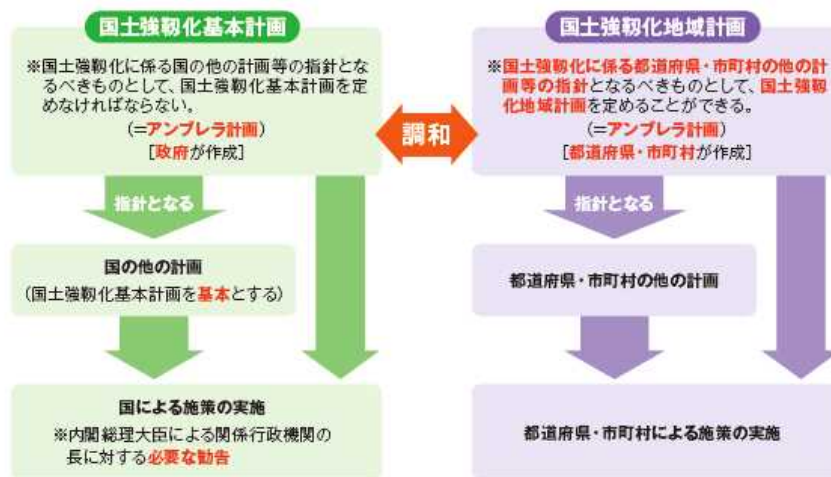 国土強靱化基本計画
※国土強靱化に係る国の他の計画等の指針とな
るべきものとして、国土強靱化基本計画を定
めなければならない。
(=アンブレラ計画)
[政府が作成]
指針となる
国の他の計画
(国土強靱化基本計画を基本とする)
国による施策の実施
※内閣総理大臣による関係行政機関の
長に対する必要な勧告
調和
国土強靱化地域計画
※国土強靱化に係る都道府県・市町村の他の計
画等の指針となるべきものとして、国土強靱
化地域計画を定めることができる。
(=アンブレラ計画)
[都道府県・市町村が作成]
指針となる
都道府県・市町村の他の計画
都道府県・市町村による施策の実施